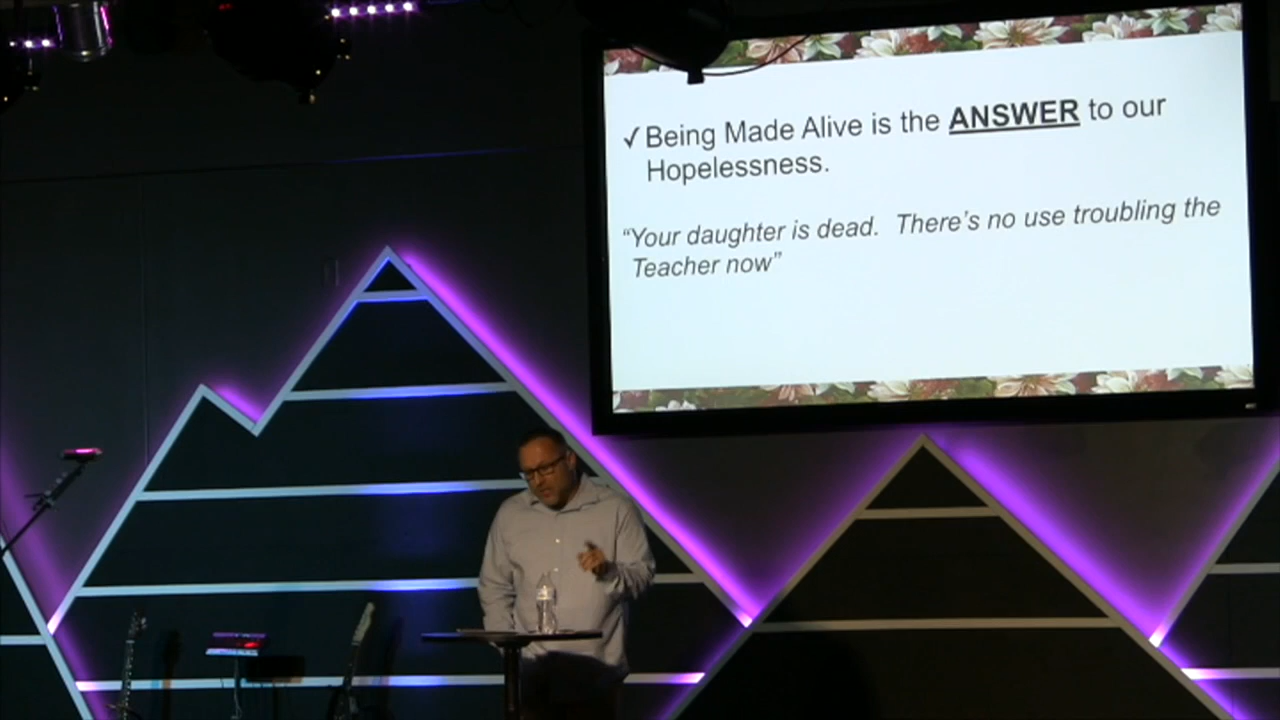 ✓ Being Made Alive is the ANSWER to our
Hopelessness.
“Your daughter is dead.  There’s no use troubling the
Teacher now”